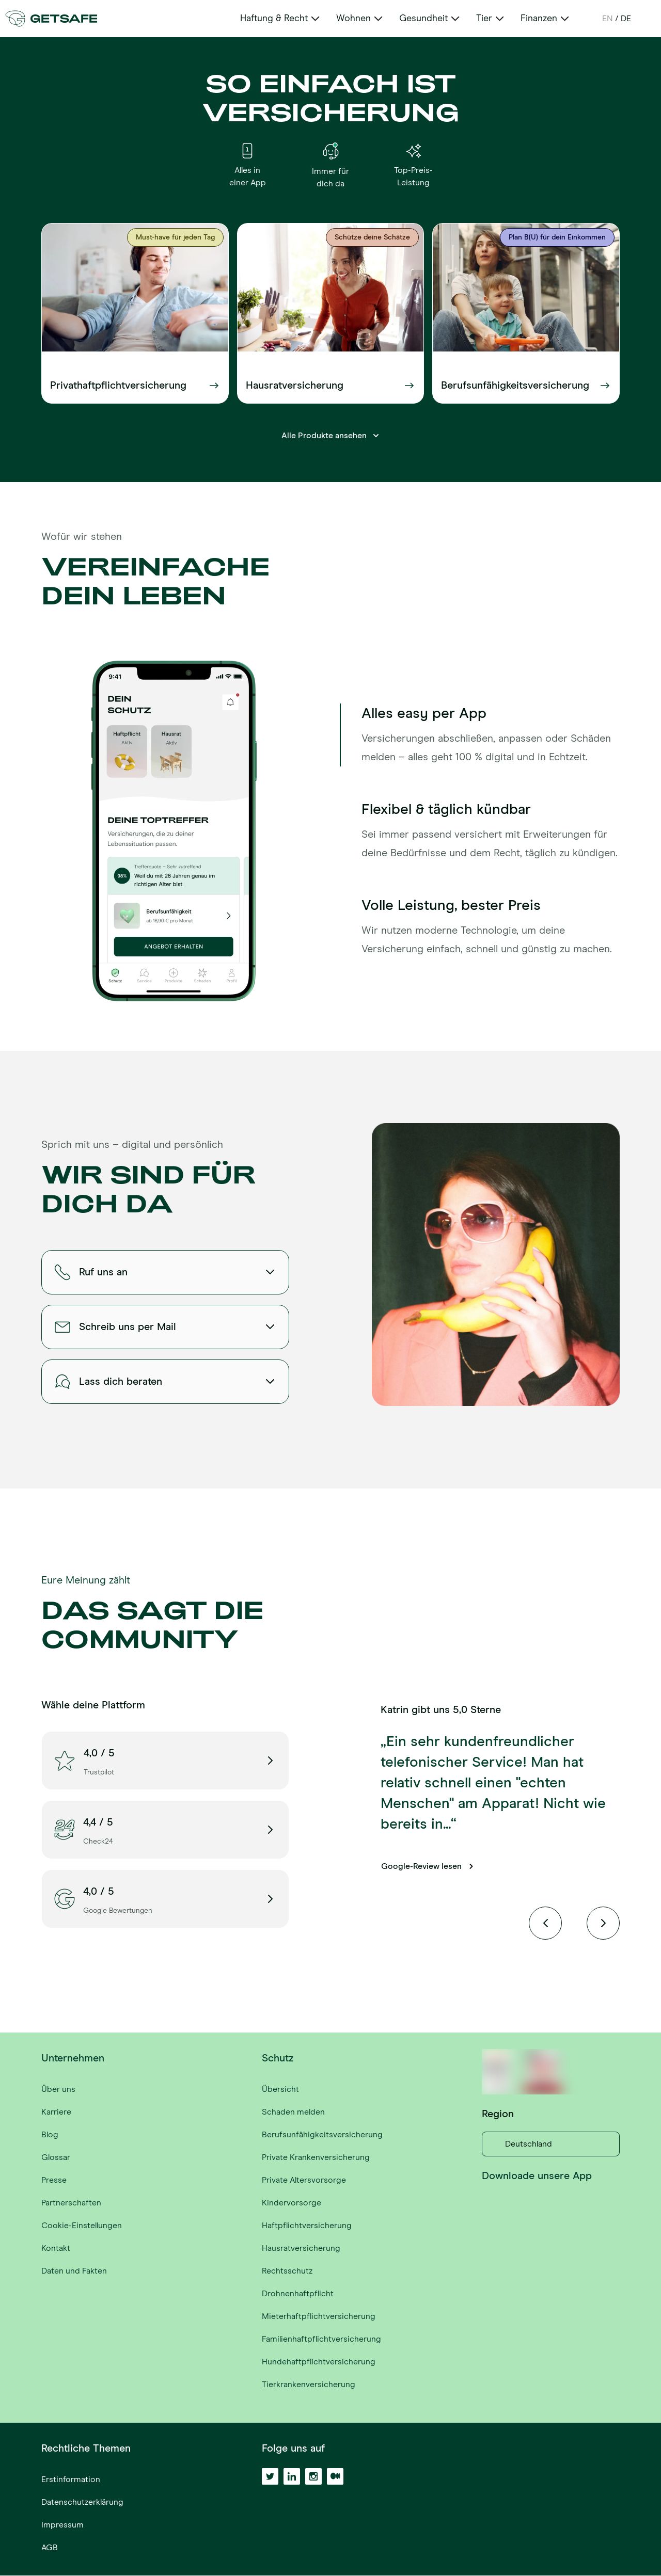 GETSAFE
Haftung & Recht
Wohnen
Gesundheit
Tier
Finanzen
EN / DE
SO EINFACH IST
VERSICHERUNG
1
Alles in
einer App
Immer für
dich da
Top-Preis-
Leistung
Must-have für jeden Tag
Schütze deine Schätze
Plan B(U) für dein Einkommen
Privathaftpflichtversicherung
Hausratversicherung
Berufsunfähigkeitsversicherung
Alle Produkte ansehen
Wofür wir stehen
VEREINFACHE
DEIN LEBEN
9:41
DEIN
SCHUTZ
Haftpflicht
Aktiv
Hausrat
Aktiv
DEINE TOPTREFFER
Versicherungen, die zu deiner
Lebenssituation passen.
98%
Treffenquote – Sehr zutreffend
Weil du mit 28 Jahren genau im
richtigen Alter bist
Berufsunfähigkeit
ab 16,90 € pro Monat
ANGEBOT ERHALTEN
Schutz
Service
Produkte
Schaden
Profil
Alles easy per App
Versicherungen abschließen, anpassen oder Schäden
melden – alles geht 100 % digital und in Echtzeit.
Flexibel & täglich kündbar
Sei immer passend versichert mit Erweiterungen für
deine Bedürfnisse und dem Recht, täglich zu kündigen.
Volle Leistung, bester Preis
Wir nutzen moderne Technologie, um deine
Versicherung einfach, schnell und günstig zu machen.
Sprich mit uns – digital und persönlich
WIR SIND FÜR
DICH DA
Ruf uns an
Schreib uns per Mail
Lass dich beraten
Eure Meinung zählt
DAS SAGT DIE
COMMUNITY
Wähle deine Plattform
4,0 / 5
Trustpilot
24
4,4 / 5
Check24
G
4,0 / 5
Google Bewertungen
Katrin gibt uns 5,0 Sterne
„Ein sehr kundenfreundlicher
telefonischer Service! Man hat
relativ schnell einen "echten
Menschen" am Apparat! Nicht wie
bereits in...“
Google-Review lesen
Unternehmen
Über uns
Karriere
Blog
Glossar
Presse
Partnerschaften
Cookie-Einstellungen
Kontakt
Daten und Fakten
Schutz
Übersicht
Schaden melden
Berufsunfähigkeitsversicherung
Private Krankenversicherung
Private Altersvorsorge
Kindervorsorge
Haftpflichtversicherung
Hausratversicherung
Rechtsschutz
Drohnenhaftpflicht
Mieterhaftpflichtversicherung
Familienhaftpflichtversicherung
Hundehaftpflichtversicherung
Tierkrankenversicherung
Region
Deutschland
Downloade unsere App
Rechtliche Themen
Erstinformation
Datenschutzerklärung
Impressum
AGB
Folge uns auf
in